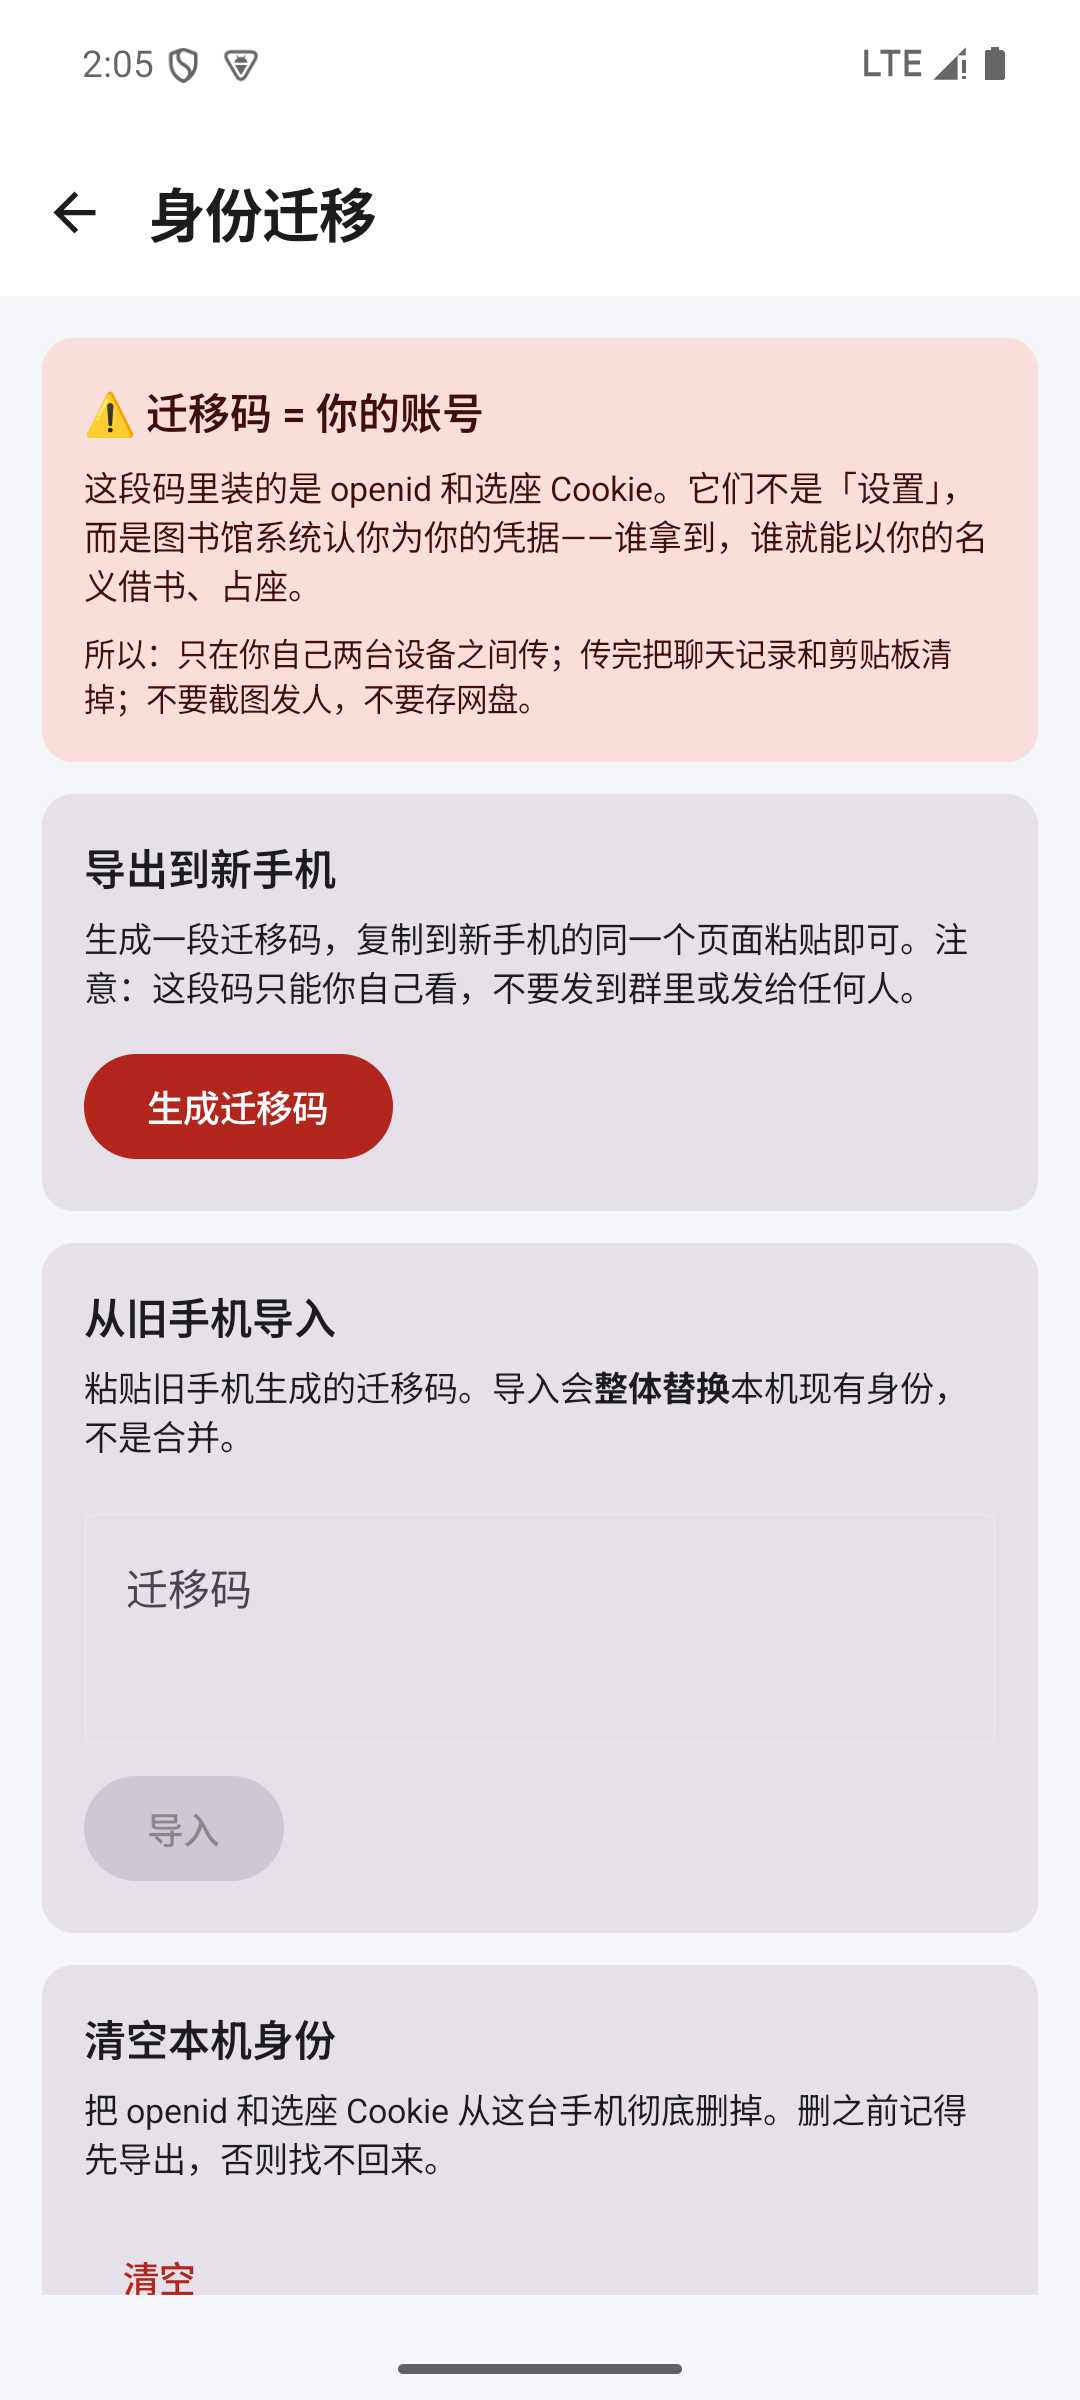 2:05
LTE
身份迁移
⚠️ 迁移码 = 你的账号
这段码里装的是 openid 和选座 Cookie。它们不是「设置」，
而是图书馆系统认你为你的凭据——谁拿到，谁就能以你的名
义借书、占座。
所以：只在你自己两台设备之间传；传完把聊天记录和剪贴板清
掉；不要截图发人，不要存网盘。
导出到新手机
生成一段迁移码，复制到新手机的同一个页面粘贴即可。注
意：这段码只能你自己看，不要发到群里或发给任何人。
生成迁移码
从旧手机导入
粘贴旧手机生成的迁移码。导入会整体替换本机现有身份，
不是合并。
迁移码
导入
清空本机身份
把 openid 和选座 Cookie 从这台手机彻底删掉。删之前记得
先导出，否则找不回来。
清空